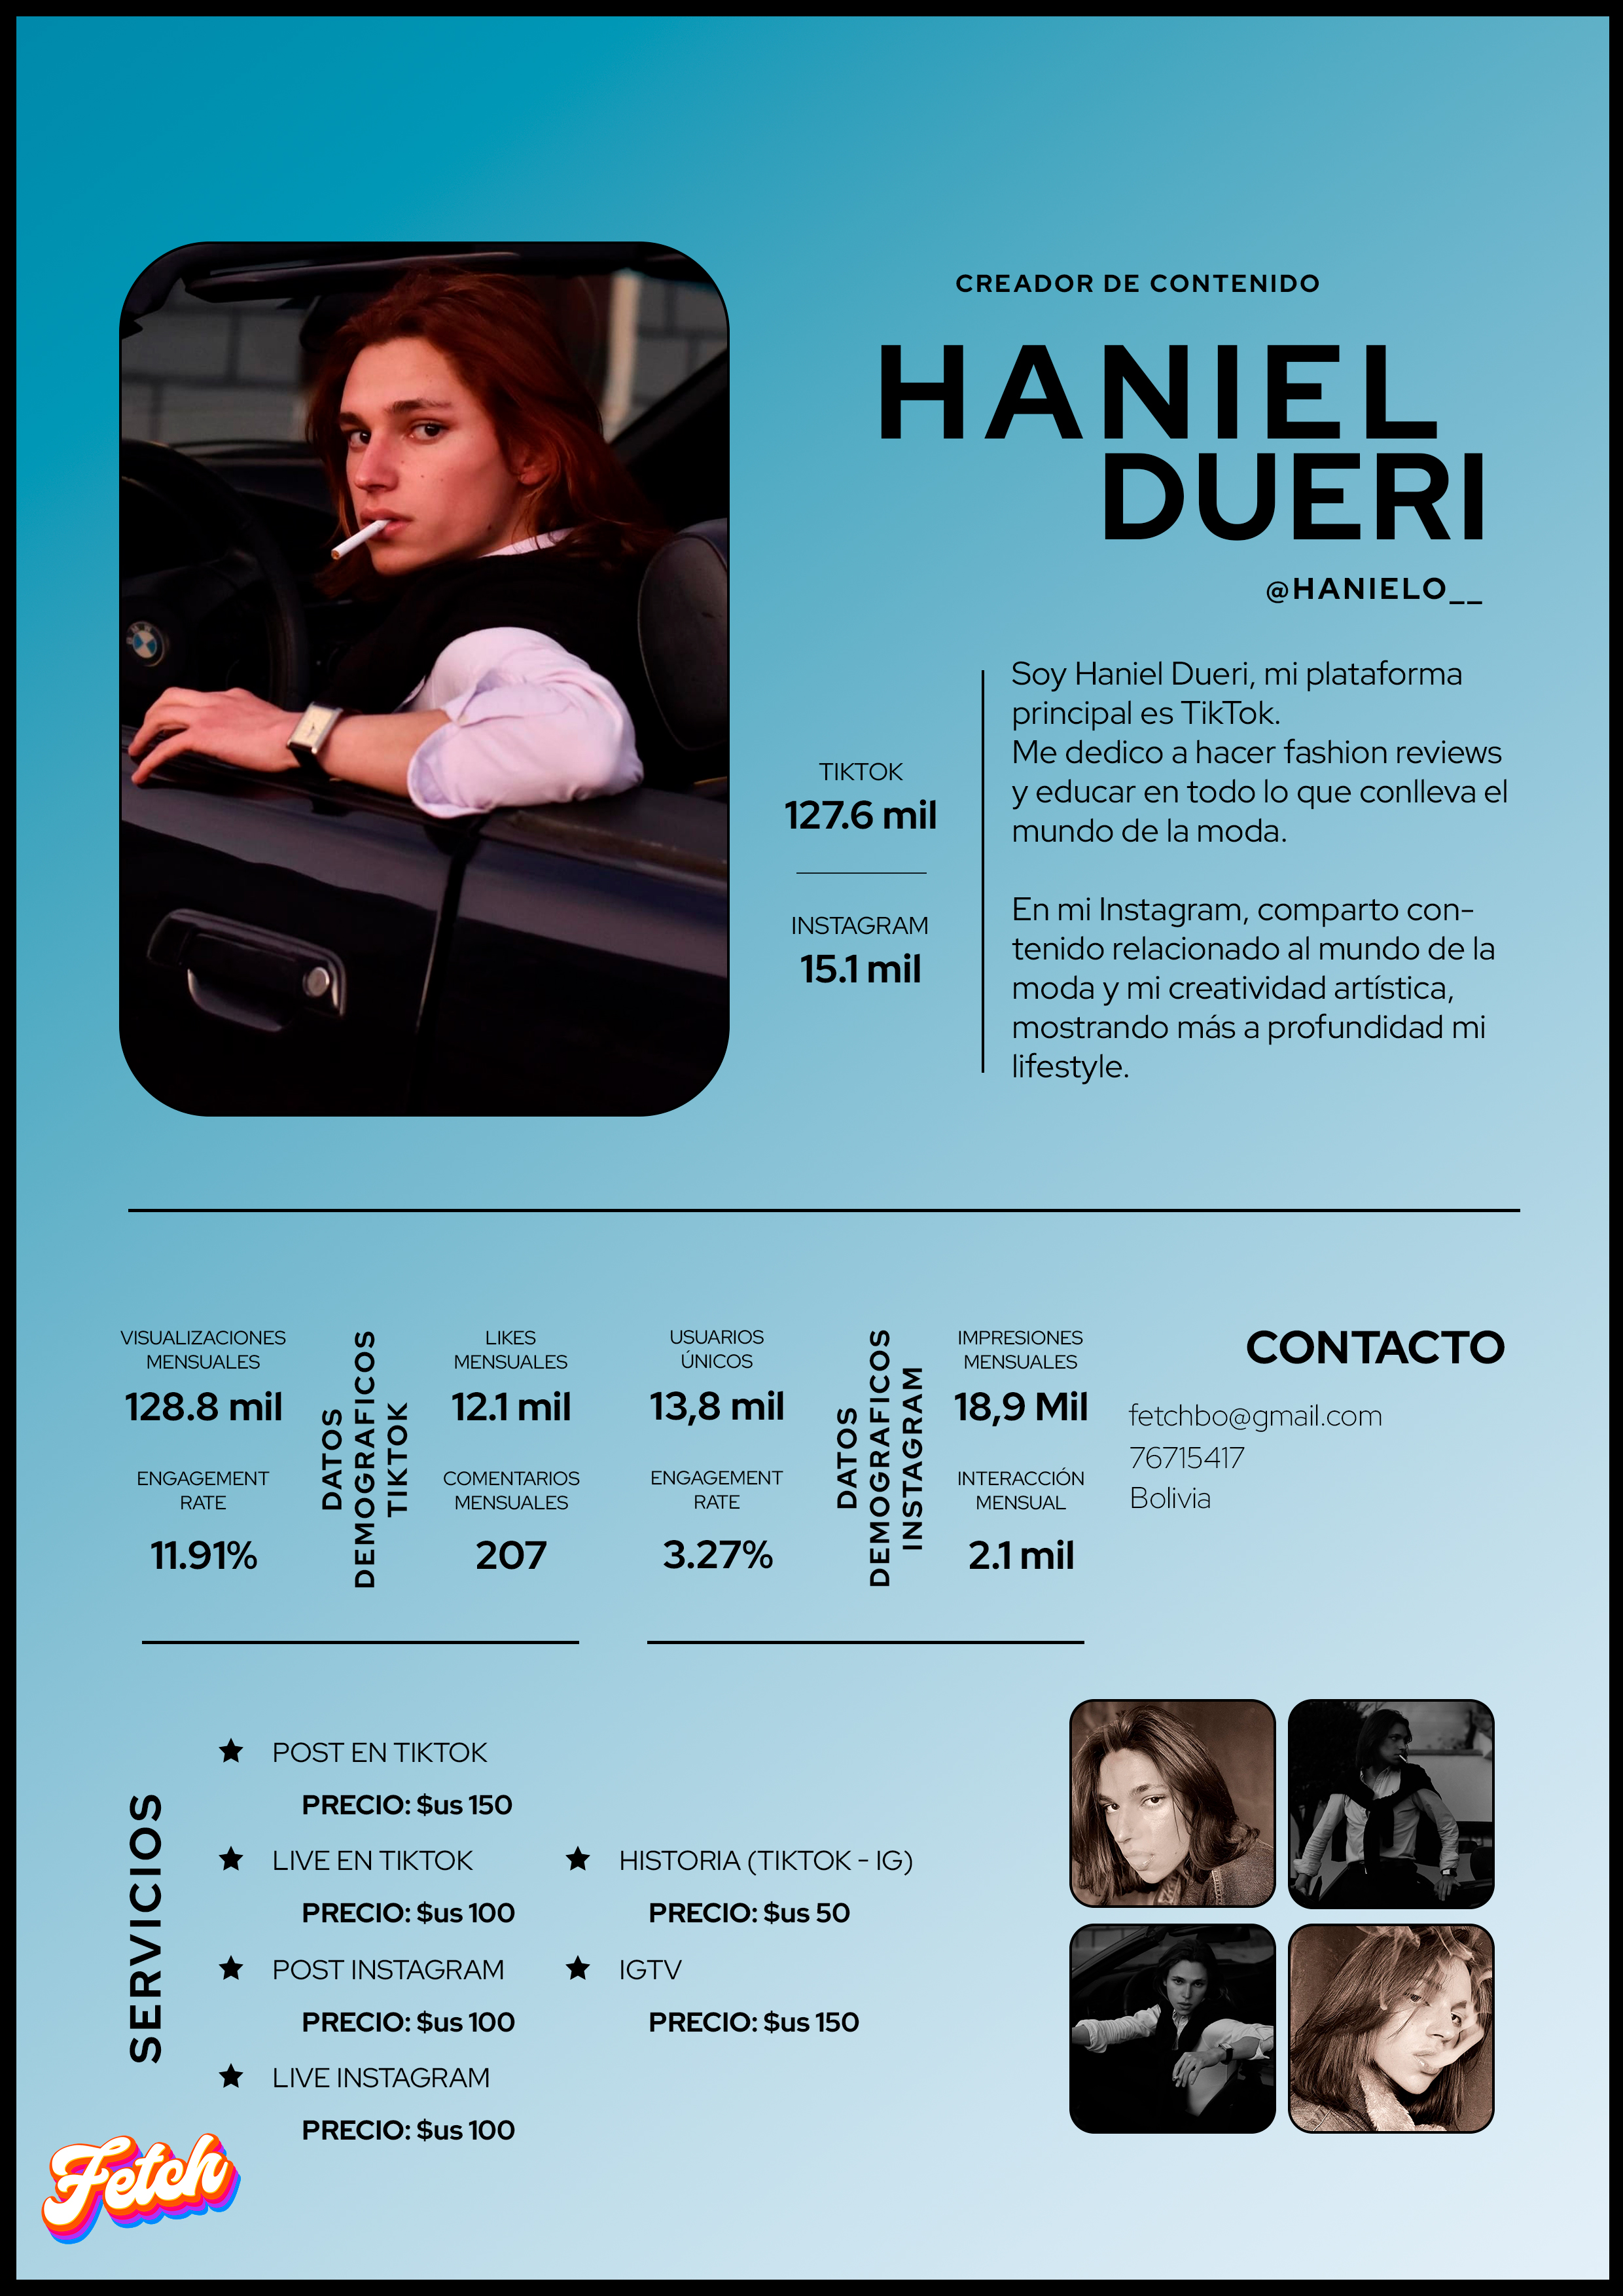 CREADOR DE CONTENIDO
HANIEL
DUERI
@HANIELO__
Soy Haniel Dueri, mi plataforma
principal es TikTok.
Me dedico a hacer fashion reviews
y educar en todo lo que conlleva el
mundo de la moda.
En mi Instagram, comparto con-
tenido relacionado al mundo de la
moda y mi creatividad artística,
mostrando más a profundidad mi
lifestyle.
TIKTOK
127.6 mil
INSTAGRAM
15.1 mil
VISUALIZACIONES
MENSUALES
128.8 mil
ENGAGEMENT
RATE
11.91%
DATOS
DEMOGRAFICOS
TIKTOK
LIKES
MENSUALES
12.1 mil
COMENTARIOS
MENSUALES
207
USUARIOS
ÚNICOS
13,8 mil
ENGAGEMENT
RATE
3.27%
DATOS
DEMOGRAFICOS
INSTAGRAM
IMPRESIONES
MENSUALES
18,9 Mil
INTERACCIÓN
MENSUAL
2.1 mil
CONTACTO
fetchbo@gmail.com
76715417
Bolivia
SERVICIOS
POST EN TIKTOK
PRECIO: $us 150
LIVE EN TIKTOK
PRECIO: $us 100
POST INSTAGRAM
PRECIO: $us 100
LIVE INSTAGRAM
PRECIO: $us 100
HISTORIA (TIKTOK - IG)
PRECIO: $us 50
IGTV
PRECIO: $us 150
Fetch